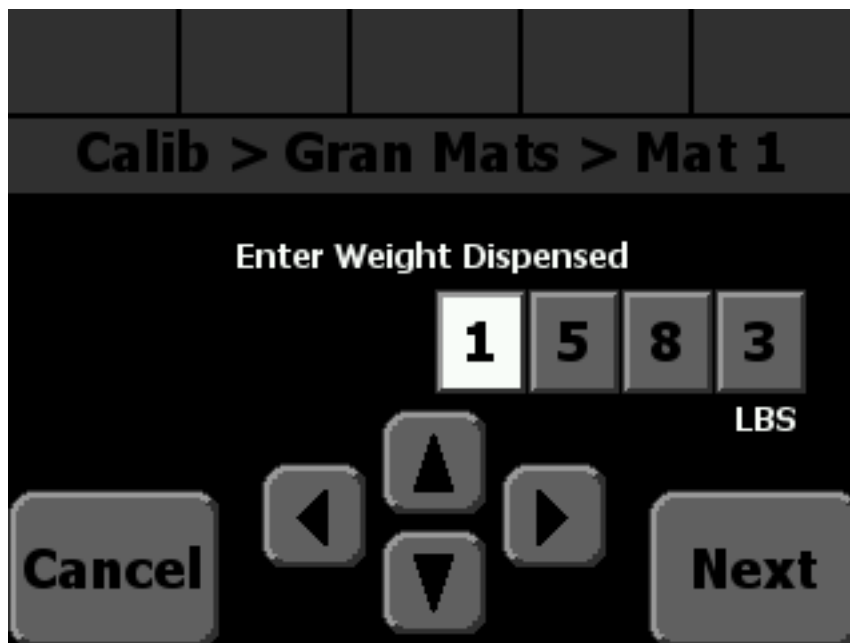 Calib > Gran Mats > Mat 1
Enter Weight Dispensed
1 5 8 3
LBS
Cancel Next